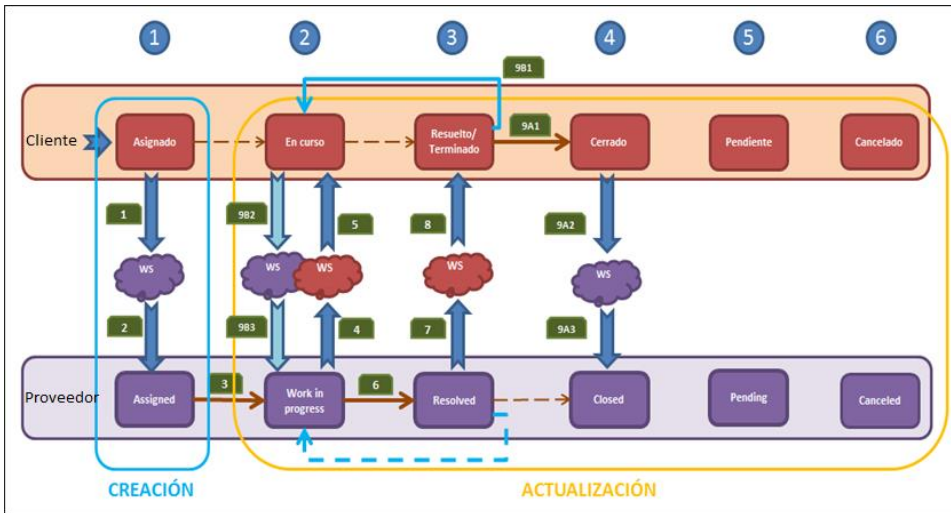 1
2
3
4
5
6
9B1
Cliente
Asignado
En curso
Resuelto/
Terminado
9A1
Cerrado
Pendiente
Cancelado
1
9B2
5
8
9A2
WS
WS
WS
WS
WS
2
9B3
4
7
9A3
Proveedor
Assigned
3
Work in
progress
6
Resolved
Closed
Pending
Canceled
CREACIÓN
ACTUALIZACIÓN